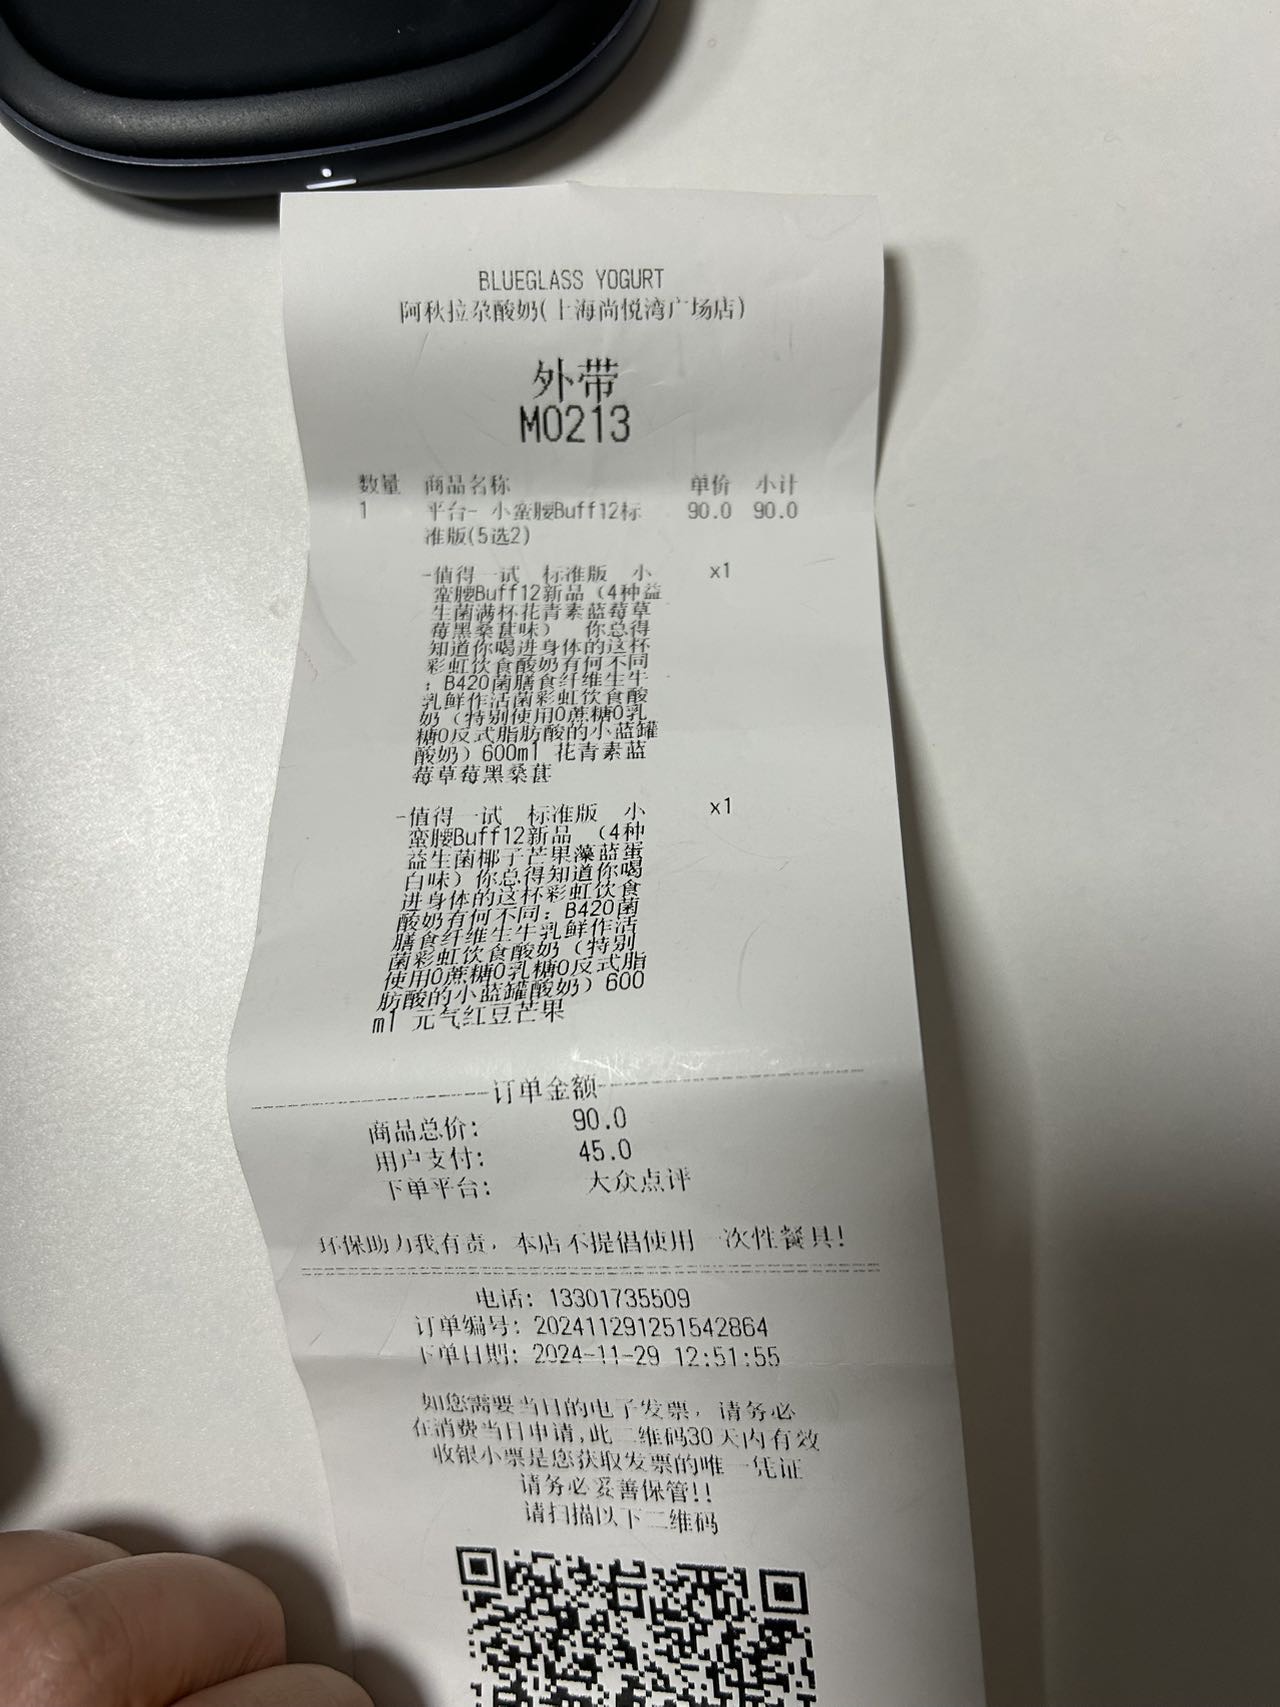 BLUEGLASS YOGURT
阿秋拉尕酸奶(上海尚悦湾广场店)
外带
M0213
数量 商品名称 单价 小计
1 平台- 小蛮腰Buff12标 90.0 90.0
准版(5选2)
-值得一试 标准版 小 x1
蛮腰Buff12新品（4种益
生菌满杯花青素蓝莓草
莓黑桑葚味） 你总得
知道你喝进身体的这杯
彩虹饮食酸奶有何不同
：B420菌膳食纤维生牛
乳鲜作活菌彩虹饮食酸
奶（特别使用0蔗糖0乳
糖0反式脂肪酸的小蓝罐
酸奶）600ml 花青素蓝
莓草莓黑桑葚
-值得一试 标准版 小 x1
蛮腰Buff12新品 （4种
益生菌椰子芒果藻蓝蛋
白味）你总得知道你喝
进身体的这杯彩虹饮食
酸奶有何不同：B420菌
膳食纤维生牛乳鲜作活
菌彩虹饮食酸奶（特别
使用0蔗糖0乳糖0反式脂
肪酸的小蓝罐酸奶）600
ml 元气红豆芒果
订单金额
商品总价: 90.0
用户支付: 45.0
下单平台: 大众点评
环保助力我有责，本店不提倡使用一次性餐具!
电话: 13301735509
订单编号: 202411291251542864
下单日期: 2024-11-29 12:51:55
如您需要当日的电子发票，请务必
在消费当日申请,此二维码30天内有效
收银小票是您获取发票的唯一凭证
请务必妥善保管!!
请扫描以下二维码